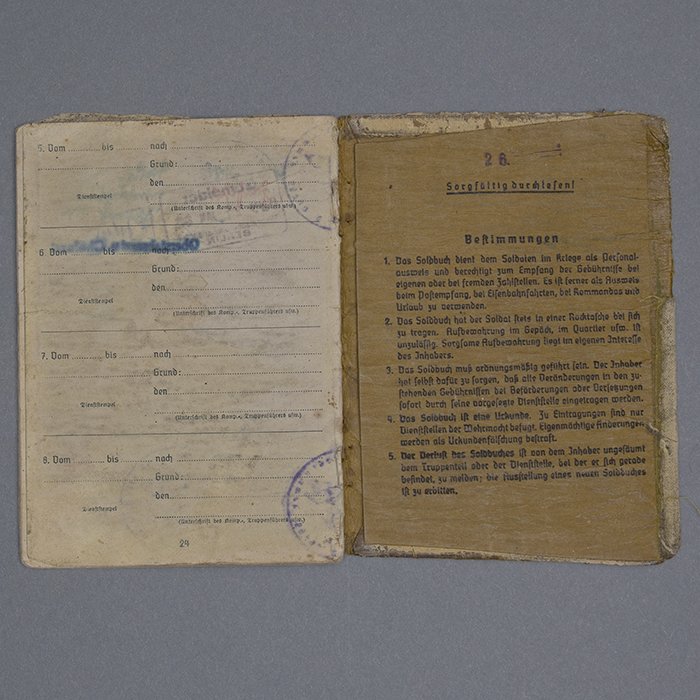 5. Vom bis nach
Grund:
den
Dienststempel
(Unterschrift des Komp.-, Truppenführers usw.)
6. Vom bis nach
Grund:
den
Dienststempel
(Unterschrift des Komp.-, Truppenführers usw.)
7. Vom bis nach
Grund:
den
Dienststempel
(Unterschrift des Komp.-, Truppenführers usw.)
8. Vom bis nach
Grund:
den
Dienststempel
(Unterschrift des Komp.-, Truppenführers usw.)
24
2 6.
Sorgfältig durchlesen!
Bestimmungen
1. Das Soldbuch dient dem Soldaten im Kriege als Personal-
ausweis und berechtigt zum Empfang der Gebührnisse bei
eigenen oder bei fremden Zahlstellen. Es ist ferner als Ausweis
beim Postempfang, bei Eisenbahnfahrten, bei Kommandos und
Urlaub zu verwenden.
2. Das Soldbuch hat der Soldat stets in einer Rocktasche bei sich
zu tragen. Aufbewahrung im Gepäck, im Quartier usw. ist
unzulässig. Sorgsame Aufbewahrung liegt im eigenen Interesse
des Inhabers.
3. Das Soldbuch muß ordnungsmäßig geführt sein. Der Inhaber
hat selbst dafür zu sorgen, daß alle Veränderungen in den zu-
stehenden Gebührnissen bei Beförderungen oder Versetzungen
sofort durch seine vorgesetzte Dienststelle eingetragen werden.
4. Das Soldbuch ist eine Urkunde. Zu Eintragungen sind nur
Dienststellen der Wehrmacht befugt. Eigenmächtige Änderungen
werden als Urkundenfälschung bestraft.
5. Der Verlust des Soldbuches ist von dem Inhaber ungesäumt
dem Truppenteil oder der Dienststelle, bei der er sich gerade
befindet, zu melden; die Ausstellung eines neuen Soldbuches
ist zu erbitten.